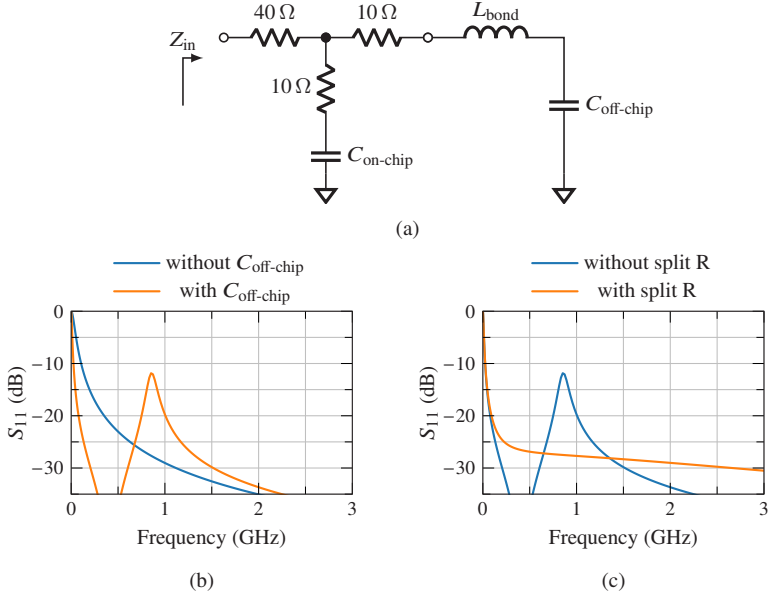 40 Ω 10 Ω L_bond
Z_in
10 Ω
C_off-chip
C_on-chip
(a)
without C_off-chip
with C_off-chip
0
−10
−20
−30
S_11 (dB)
0 1 2 3
Frequency (GHz)
(b)
without split R
with split R
0
−10
−20
−30
S_11 (dB)
0 1 2 3
Frequency (GHz)
(c)